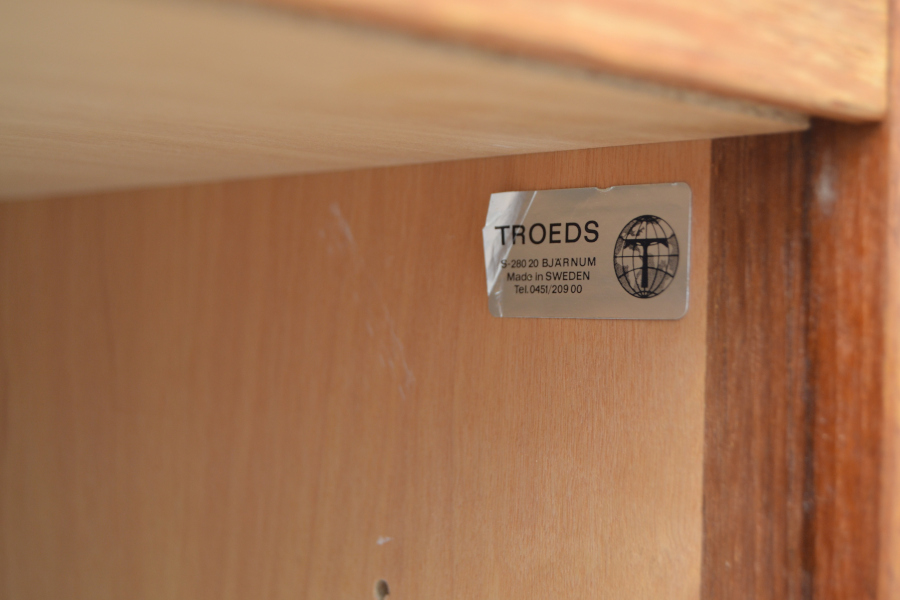 TROEDS
S-280 20 BJÄRNUM
Made in SWEDEN
Tel. 0451/209 00
T